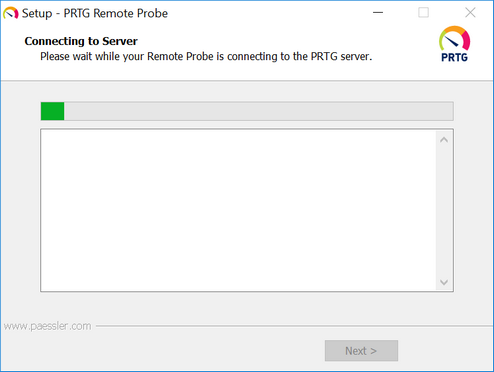 Setup - PRTG Remote Probe
Connecting to Server
Please wait while your Remote Probe is connecting to the PRTG server.
PRTG
www.paessler.com
Next >